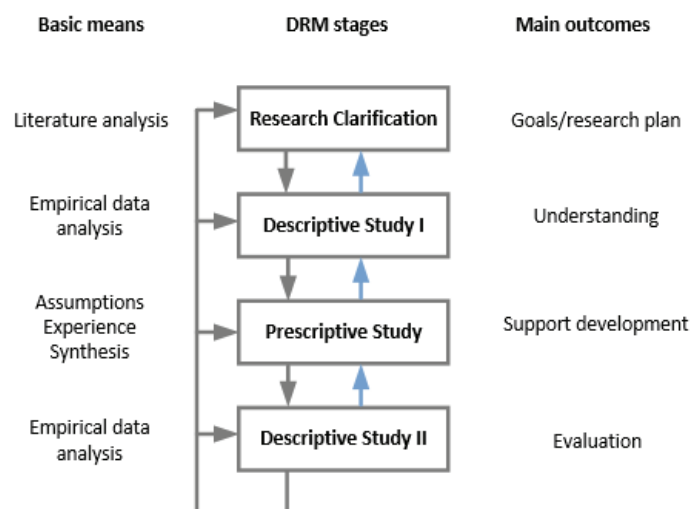 Basic means DRM stages Main outcomes
Literature analysis Research Clarification Goals/research plan
Empirical data
analysis
Descriptive Study I
Understanding
Assumptions
Experience
Synthesis
Prescriptive Study
Support development
Empirical data
analysis
Descriptive Study II
Evaluation